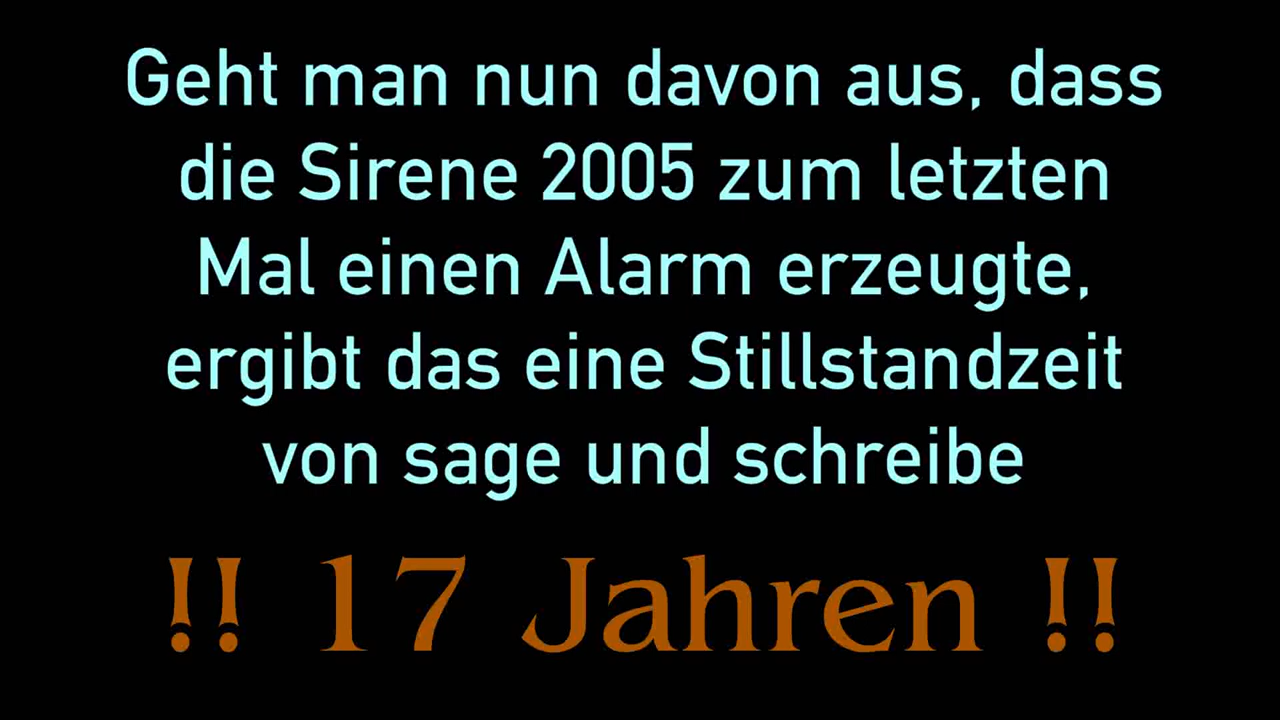 Geht man nun davon aus, dass
die Sirene 2005 zum letzten
Mal einen Alarm erzeugte,
ergibt das eine Stillstandzeit
von sage und schreibe
!! 17 Jahren !!